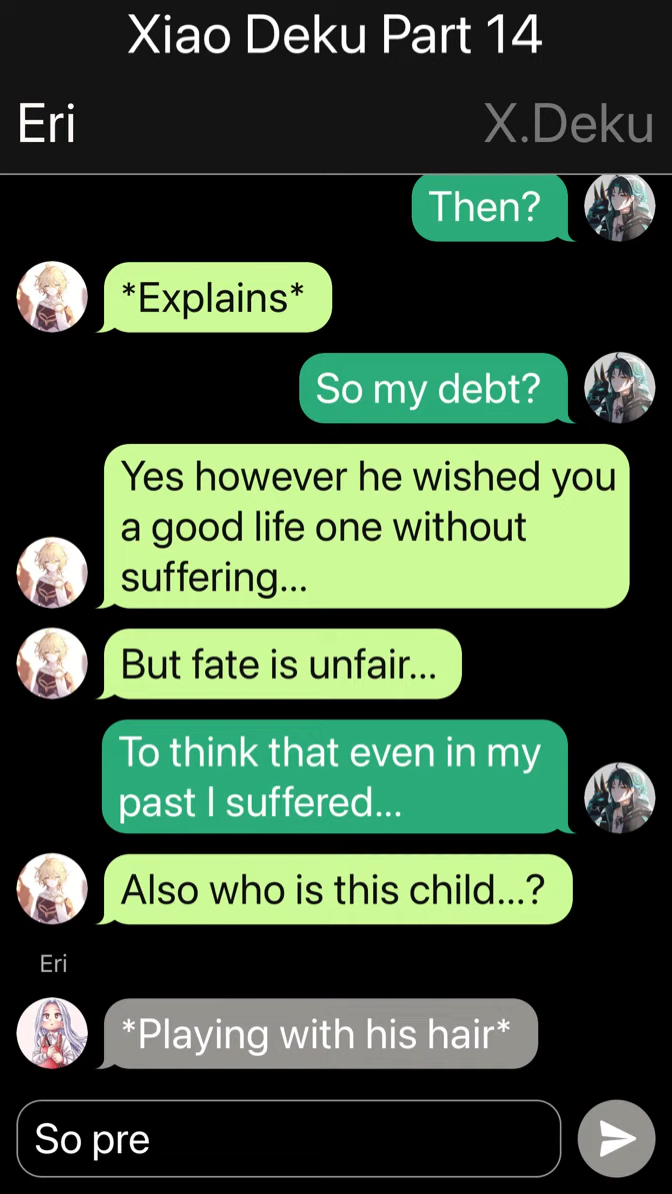 Xiao Deku Part 14
Eri
X.Deku
Then?
*Explains*
So my debt?
Yes however he wished you
a good life one without
suffering...
But fate is unfair...
To think that even in my
past I suffered...
Also who is this child...?
Eri
*Playing with his hair*
So pre